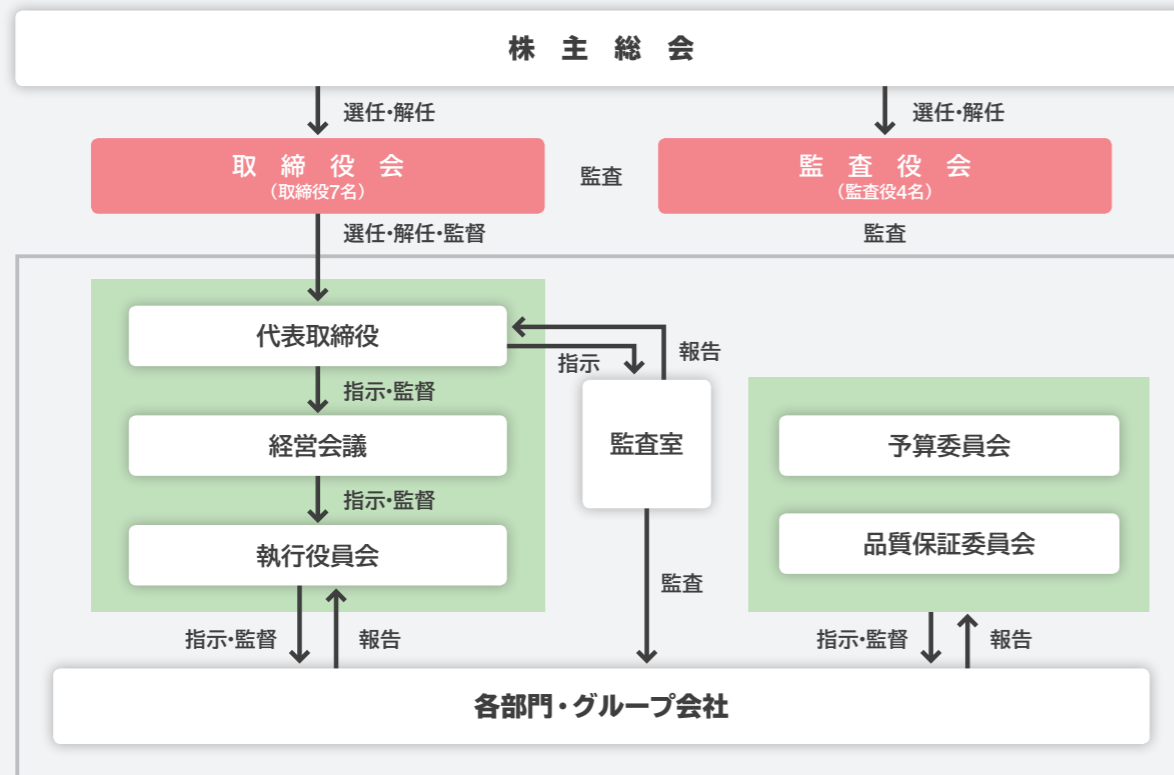 株主総会
選任・解任
選任・解任
取締役会
（取締役7名）
監査
監査役会
（監査役4名）
選任・解任・監督
監査
代表取締役
指示
報告
指示・監督
経営会議
監査室
予算委員会
指示・監督
執行役員会
品質保証委員会
監査
指示・監督
報告
指示・監督
報告
各部門・グループ会社